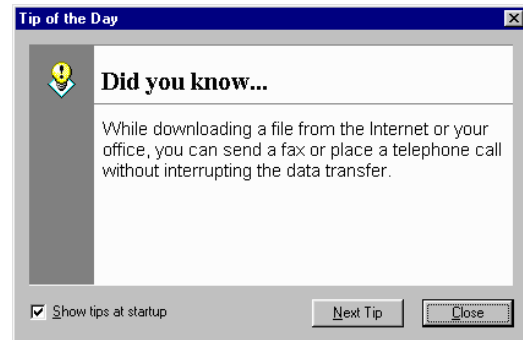 Tip of the Day
Did you know...
While downloading a file from the Internet or your
office, you can send a fax or place a telephone call
without interrupting the data transfer.
Show tips at startup
Next Tip
Close